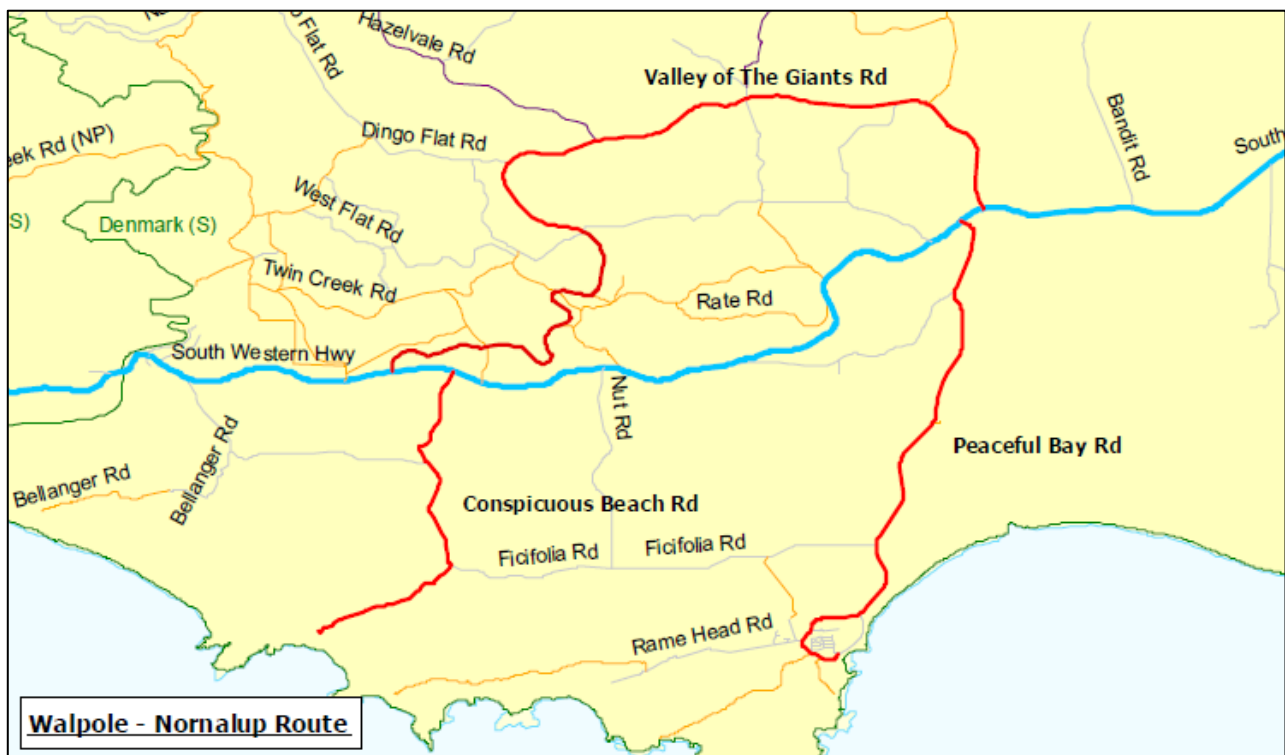 Hazelvale Rd
o Flat Rd
Valley of The Giants Rd
Bandit Rd
South
eek Rd (NP)
Dingo Flat Rd
West Flat Rd
S)
Denmark (S)
Twin Creek Rd
Rate Rd
South Western Hwy
Nut Rd
Bellanger Rd
Bellanger Rd
Peaceful Bay Rd
Conspicuous Beach Rd
Ficifolia Rd
Ficifolia Rd
Rame Head Rd
Walpole - Nornalup Route